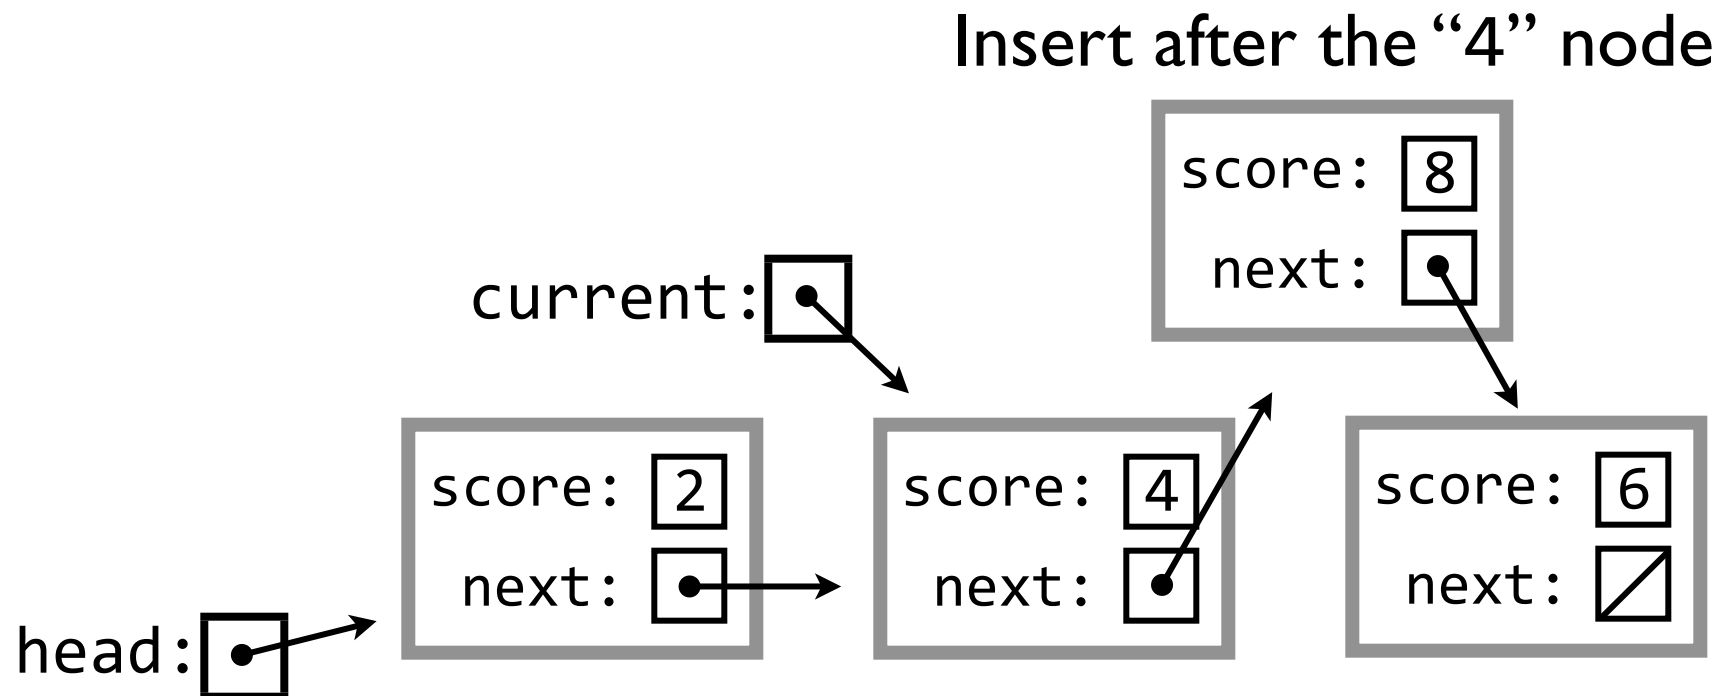 Insert after the “4” node
score: 8
next:
current:
score: 2
next:
score: 4
next:
score: 6
next:
head: